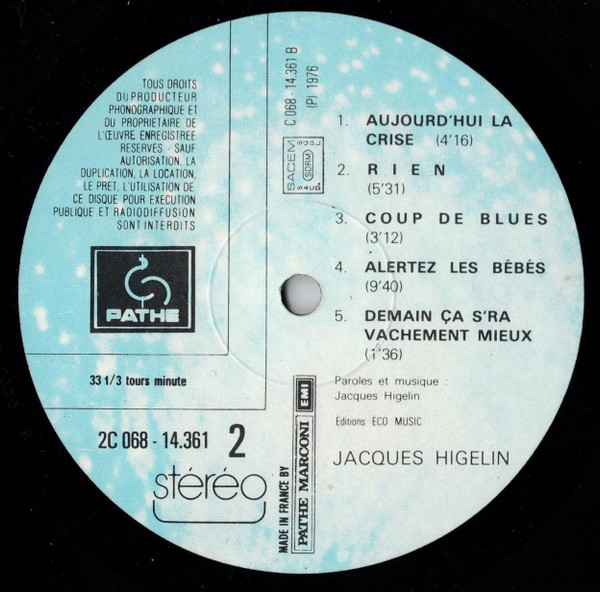 TOUS DROITS
DU PRODUCTEUR
PHONOGRAPHIQUE ET
DU PROPRIETAIRE DE
L'ŒUVRE ENREGISTREE
RESERVES - SAUF
AUTORISATION, LA
DUPLICATION, LA LOCATION,
LE PRET, L'UTILISATION DE
CE DISQUE POUR EXECUTION
PUBLIQUE ET RADIODIFFUSION
SONT INTERDITS
PATHE
33 1/3 tours minute
2C 068 - 14.361 2
stéréo
C 068 - 14.361 B
(P) 1976
SACEM
SDRM
1. AUJOURD'HUI LA
CRISE (4'16)
2. RIEN
(5'31)
3. COUP DE BLUES
(3'12)
4. ALERTEZ LES BÉBÉS
(9'40)
5. DEMAIN ÇA S'RA
VACHEMENT MIEUX
(1'36)
Paroles et musique :
Jacques Higelin
Editions ECO MUSIC
JACQUES HIGELIN
MADE IN FRANCE BY
PATHE MARCONI EMI